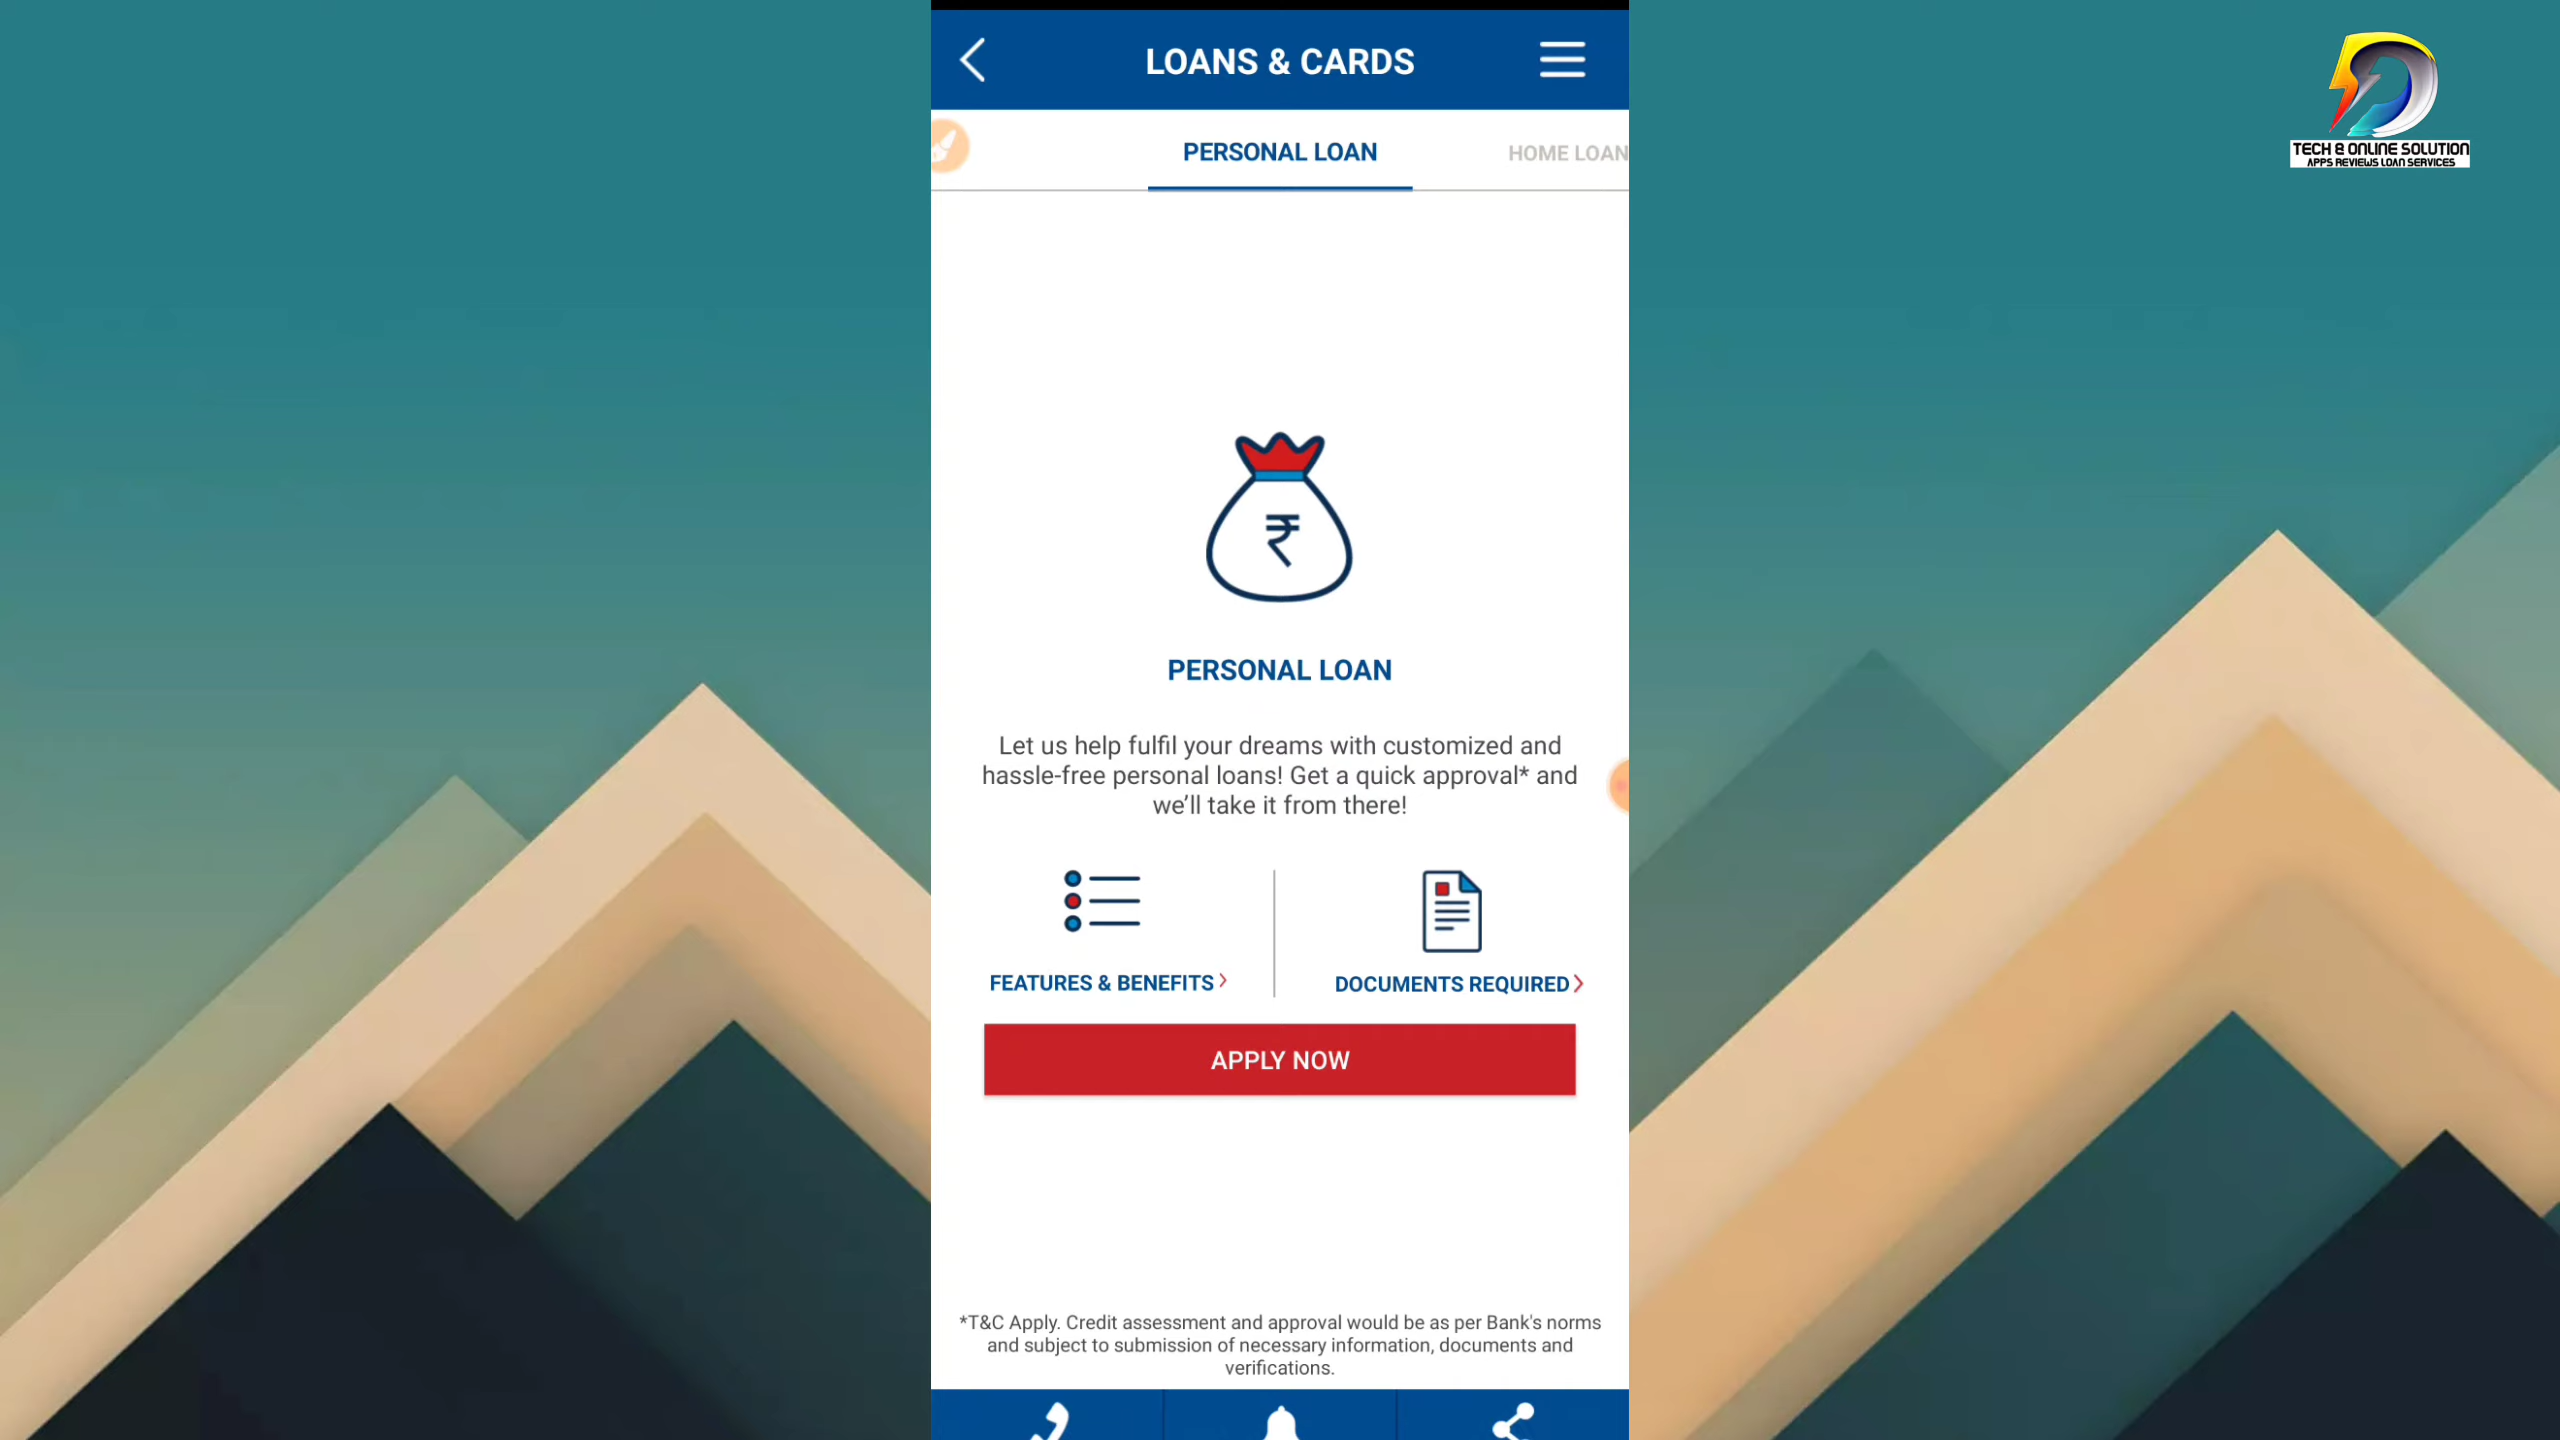 LOANS & CARDS
TECH & ONLINE SOLUTION
APPS REVIEWS LOAN SERVICES
PERSONAL LOAN
HOME LOAN
₹
PERSONAL LOAN
Let us help fulfil your dreams with customized and
hassle-free personal loans! Get a quick approval* and
we’ll take it from there!
FEATURES & BENEFITS
DOCUMENTS REQUIRED
APPLY NOW
*T&C Apply. Credit assessment and approval would be as per Bank's norms
and subject to submission of necessary information, documents and
verifications.